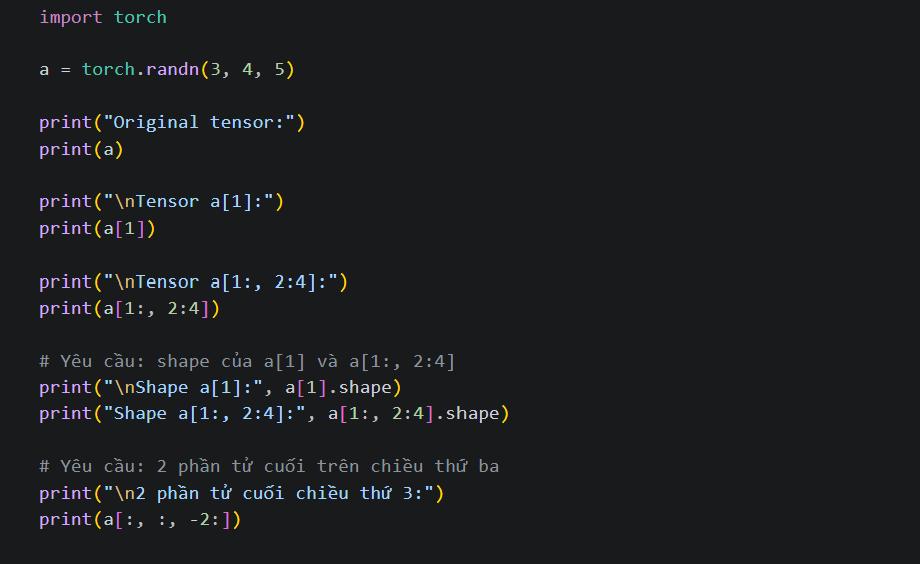 import torch
a = torch.randn(3, 4, 5)
print("Original tensor:")
print(a)
print("\nTensor a[1]:")
print(a[1])
print("\nTensor a[1:, 2:4]:")
print(a[1:, 2:4])
# Yêu cầu: shape của a[1] và a[1:, 2:4]
print("\nShape a[1]:", a[1].shape)
print("Shape a[1:, 2:4]:", a[1:, 2:4].shape)
# Yêu cầu: 2 phần tử cuối trên chiều thứ ba
print("\n2 phần tử cuối chiều thứ 3:")
print(a[:, :, -2:])